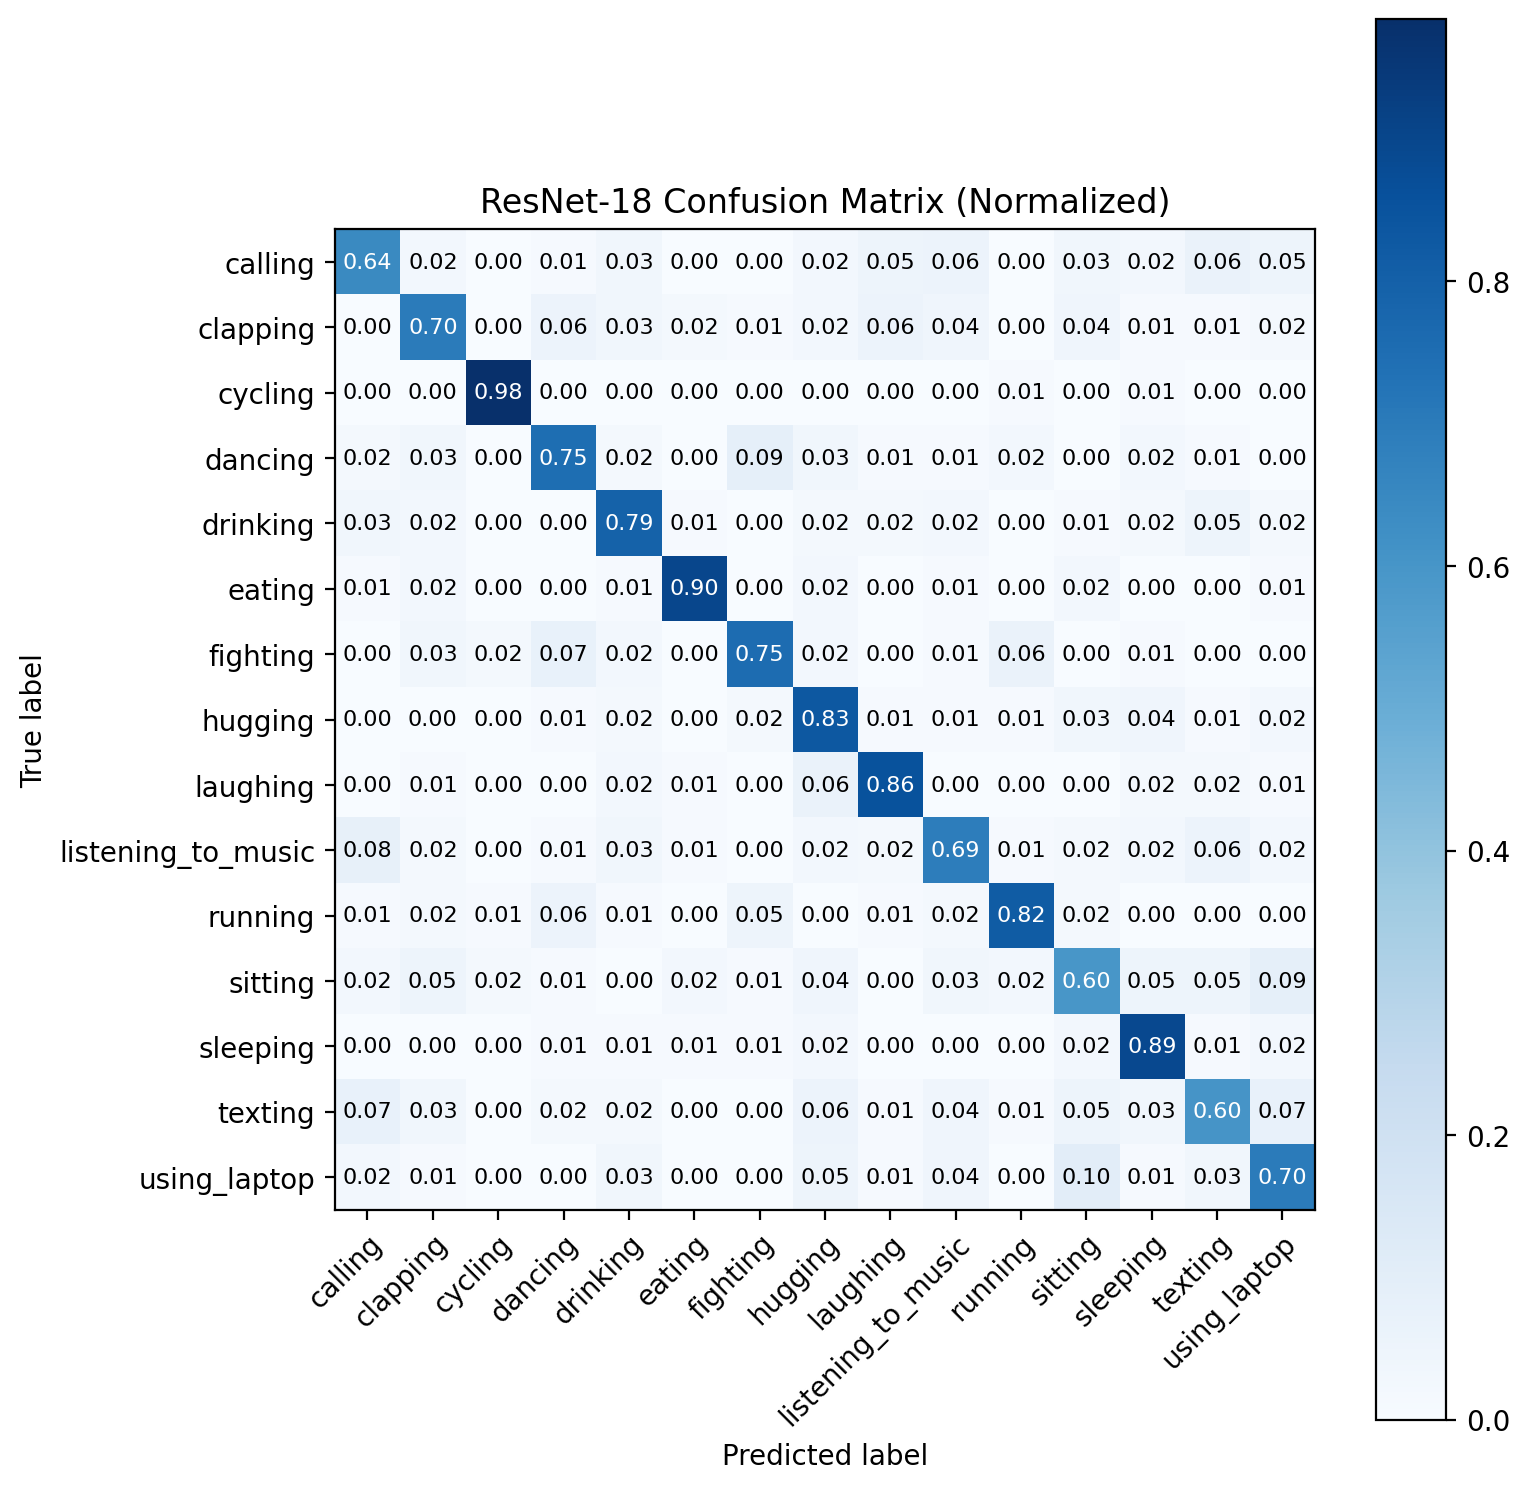 ResNet-18 Confusion Matrix (Normalized)
True label
calling 0.64 0.02 0.00 0.01 0.03 0.00 0.00 0.02 0.05 0.06 0.00 0.03 0.02 0.06 0.05
clapping 0.00 0.70 0.00 0.06 0.03 0.02 0.01 0.02 0.06 0.04 0.00 0.04 0.01 0.01 0.02
cycling 0.00 0.00 0.98 0.00 0.00 0.00 0.00 0.00 0.00 0.00 0.01 0.00 0.01 0.00 0.00
dancing 0.02 0.03 0.00 0.75 0.02 0.00 0.09 0.03 0.01 0.01 0.02 0.00 0.02 0.01 0.00
drinking 0.03 0.02 0.00 0.00 0.79 0.01 0.00 0.02 0.02 0.02 0.00 0.01 0.02 0.05 0.02
eating 0.01 0.02 0.00 0.00 0.01 0.90 0.00 0.02 0.00 0.01 0.00 0.02 0.00 0.00 0.01
fighting 0.00 0.03 0.02 0.07 0.02 0.00 0.75 0.02 0.00 0.01 0.06 0.00 0.01 0.00 0.00
hugging 0.00 0.00 0.00 0.01 0.02 0.00 0.02 0.83 0.01 0.01 0.01 0.03 0.04 0.01 0.02
laughing 0.00 0.01 0.00 0.00 0.02 0.01 0.00 0.06 0.86 0.00 0.00 0.00 0.02 0.02 0.01
listening_to_music 0.08 0.02 0.00 0.01 0.03 0.01 0.00 0.02 0.02 0.69 0.01 0.02 0.02 0.06 0.02
running 0.01 0.02 0.01 0.06 0.01 0.00 0.05 0.00 0.01 0.02 0.82 0.02 0.00 0.00 0.00
sitting 0.02 0.05 0.02 0.01 0.00 0.02 0.01 0.04 0.00 0.03 0.02 0.60 0.05 0.05 0.09
sleeping 0.00 0.00 0.00 0.01 0.01 0.01 0.01 0.02 0.00 0.00 0.00 0.02 0.89 0.01 0.02
texting 0.07 0.03 0.00 0.02 0.02 0.00 0.00 0.06 0.01 0.04 0.01 0.05 0.03 0.60 0.07
using_laptop 0.02 0.01 0.00 0.00 0.03 0.00 0.00 0.05 0.01 0.04 0.00 0.10 0.01 0.03 0.70
calling clapping cycling dancing drinking eating fighting hugging laughing listening_to_music running sitting sleeping texting using_laptop
Predicted label
0.8
0.6
0.4
0.2
0.0